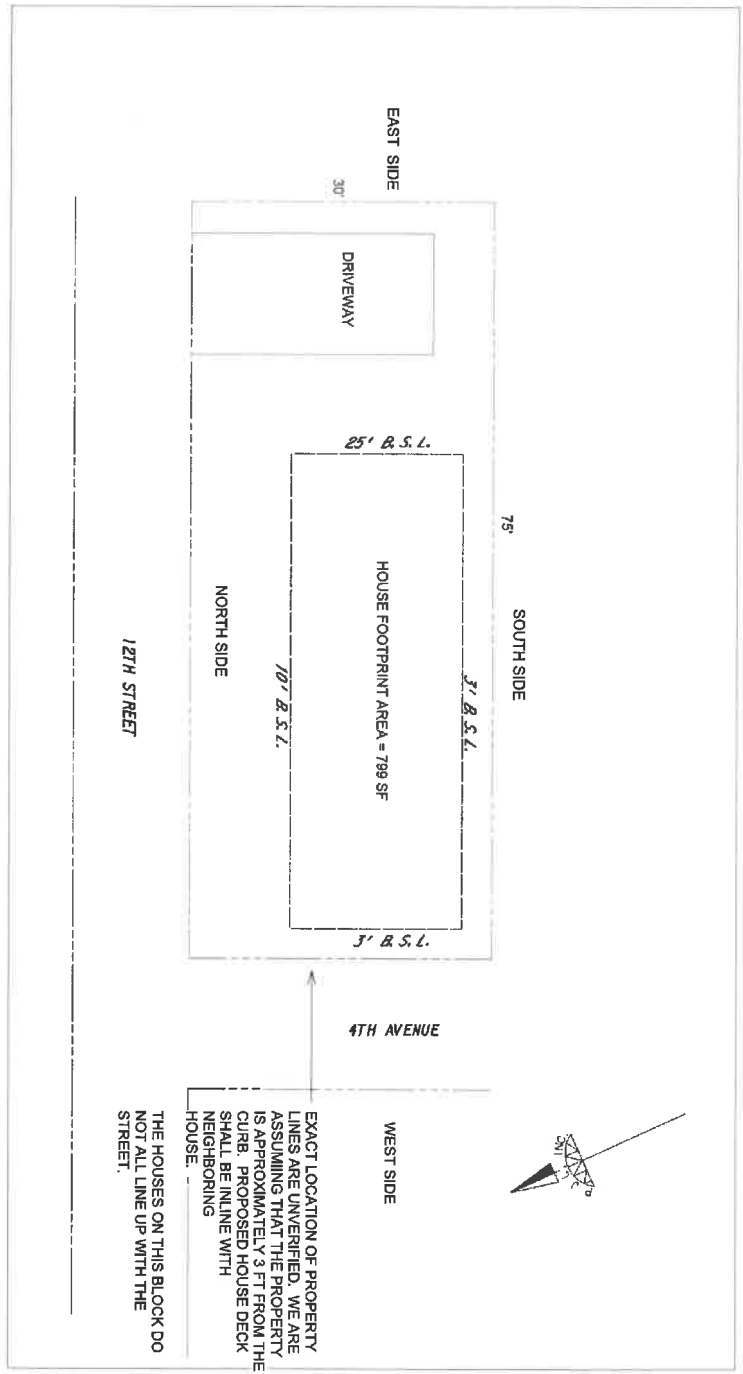 EAST SIDE
30'
DRIVEWAY
25' B.S.L.
75'
SOUTH SIDE
3' B.S.L.
HOUSE FOOTPRINT AREA = 799 SF
10' B.S.L.
NORTH SIDE
12TH STREET
3' B.S.L.
4TH AVENUE
WEST SIDE
EXACT LOCATION OF PROPERTY
LINES ARE UNVERIFIED. WE ARE
ASSUMIING THAT THE PROPERTY
IS APPROXIMATELY 3 FT FROM THE
CURB. PROPOSED HOUSE DECK
SHALL BE INLINE WITH
NEIGHBORING
HOUSE.
THE HOUSES ON THIS BLOCK DO
NOT ALL LINE UP WITH THE
STREET.